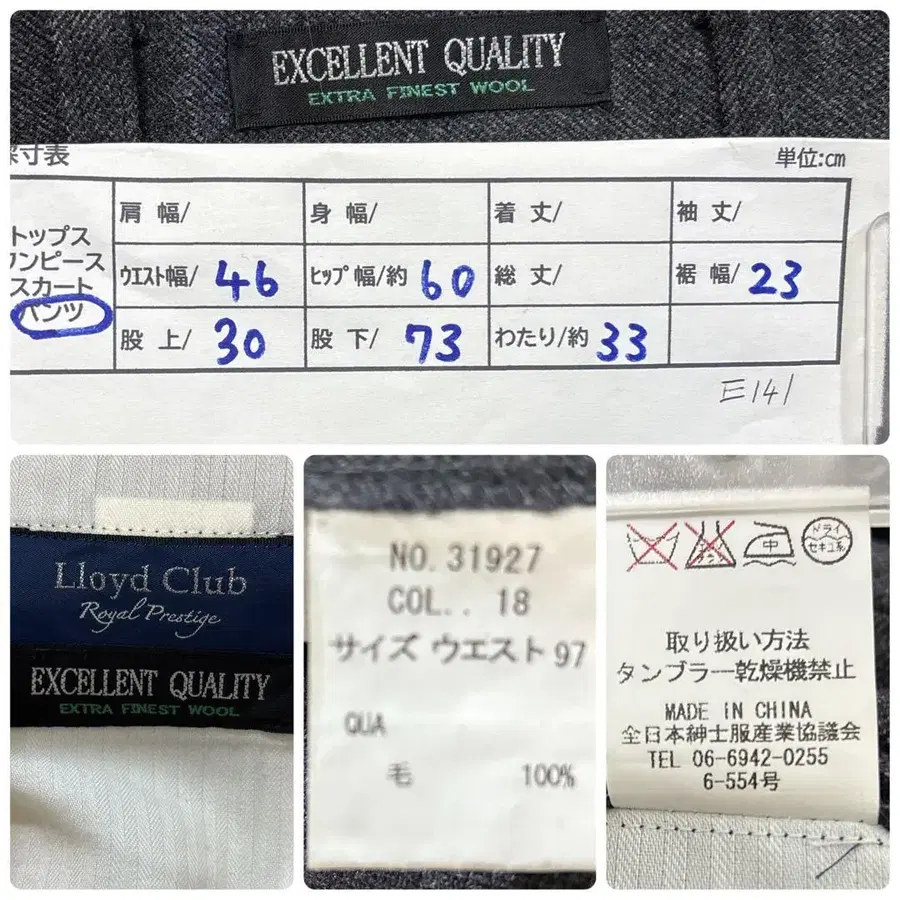 EXCELLENT QUALITY
EXTRA FINEST WOOL
採寸表 単位:cm
トップス
ワンピース
スカート
パンツ
肩 幅/ 身 幅/ 着 丈/ 袖 丈/
ウエスト幅/ 46 ヒップ幅/約 60 総 丈/ 裾 幅/ 23
股 上/ 30 股 下/ 73 わたり/約 33
E141
Lloyd Club
Royal Prestige
EXCELLENT QUALITY
EXTRA FINEST WOOL
NO. 31927
COL.. 18
サイズ ウエスト 97
QUA
毛 100%
中
ドライ
セキユ系
取り扱い方法
タンブラー乾燥機禁止
MADE IN CHINA
全日本紳士服産業協議会
TEL 06-6942-0255
6-554号